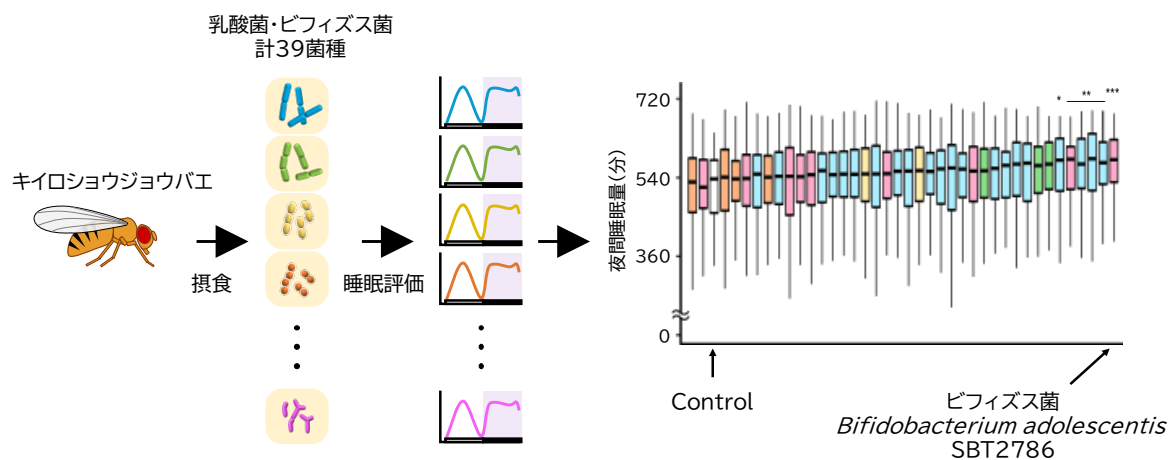 乳酸菌・ビフィズス菌
計39菌種
キイロショウジョウバエ
摂食
睡眠評価
夜間睡眠量(分)
720
540
360
0
*
**
***
Control
ビフィズス菌
Bifidobacterium adolescentis
SBT2786